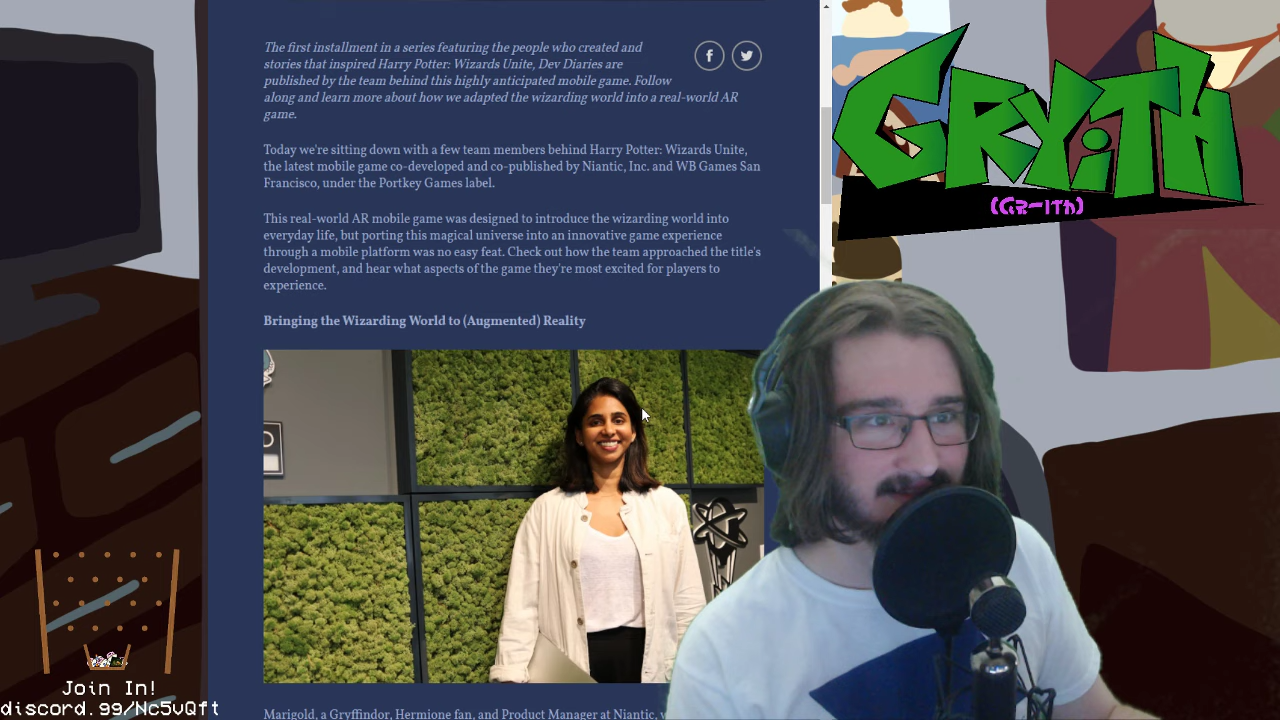 The first installment in a series featuring the people who created and
stories that inspired Harry Potter: Wizards Unite, Dev Diaries are
published by the team behind this highly anticipated mobile game. Follow
along and learn more about how we adapted the wizarding world into a real-world AR
game.
Today we're sitting down with a few team members behind Harry Potter: Wizards Unite,
the latest mobile game co-developed and co-published by Niantic, Inc. and WB Games San
Francisco, under the Portkey Games label.
This real-world AR mobile game was designed to introduce the wizarding world into
everyday life, but porting this magical universe into an innovative game experience
through a mobile platform was no easy feat. Check out how the team approached the title's
development, and hear what aspects of the game they're most excited for players to
experience.
Bringing the Wizarding World to (Augmented) Reality
Marigold, a Gryffindor, Hermione fan, and Product Manager at Niantic,
GRYiTH
(GR-ith)
Join In!
discord.gg/Nc5vQft